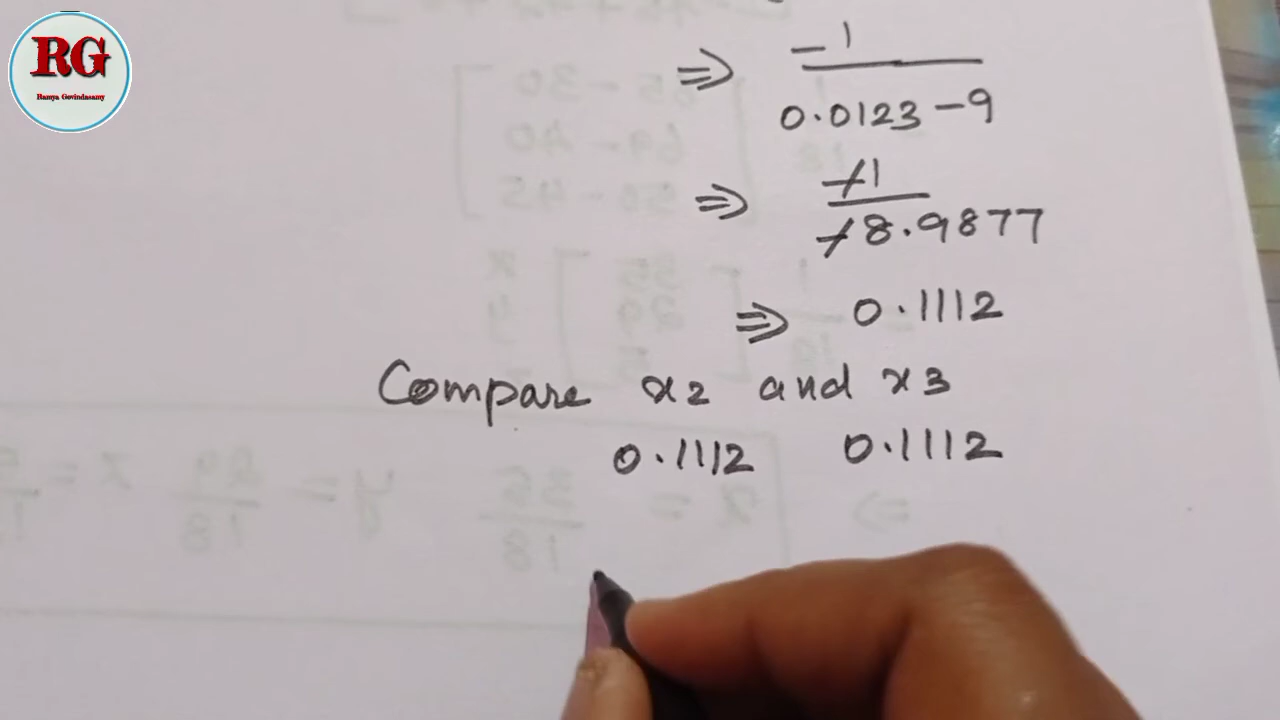 RG
Ramya Govindasamy
⇒ -1 / 0.0123 - 9
⇒ -1 / -8.9877
⇒ 0.1112
Compare x2 and x3
0.1112 0.1112